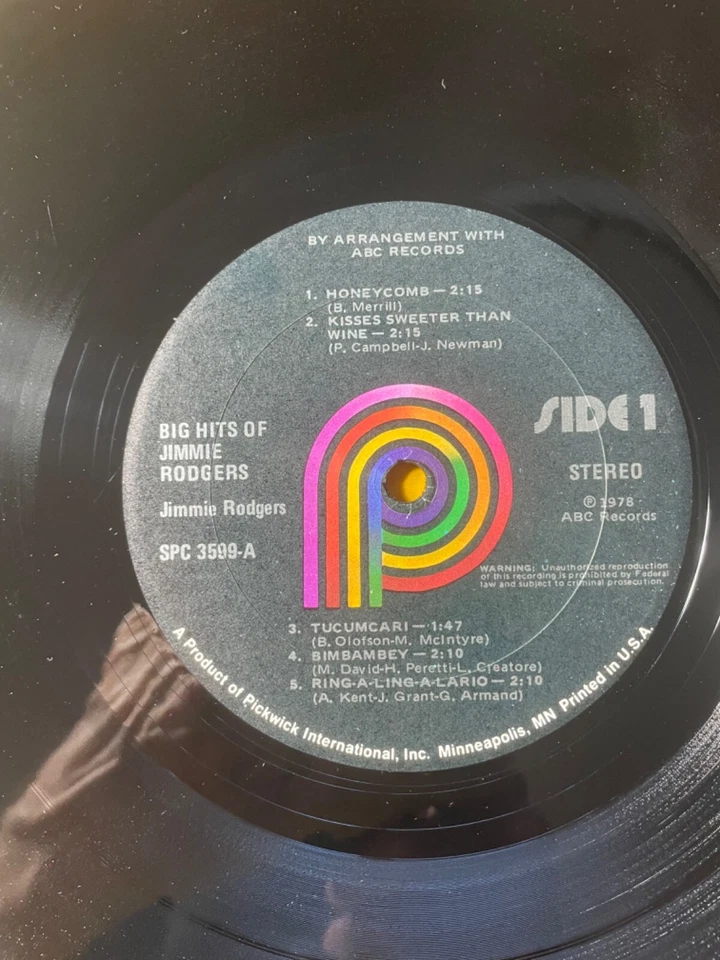 BY ARRANGEMENT WITH
ABC RECORDS
1. HONEYCOMB — 2:15
(B. Merrill)
2. KISSES SWEETER THAN
WINE — 2:15
(P. Campbell-J. Newman)
BIG HITS OF
JIMMIE
RODGERS
Jimmie Rodgers
SPC 3599-A
SIDE 1
STEREO
℗ 1978
ABC Records
WARNING: Unauthorized reproduction
of this recording is prohibited by Federal
law and subject to criminal prosecution.
3. TUCUMCARI — 1:47
(B. Olofson-M. McIntyre)
4. BIMBAMBEY — 2:10
(M. David-H. Peretti-L. Creatore)
5. RING-A-LING-A-LARIO — 2:10
(A. Kent-J. Grant-G. Armand)
A Product of Pickwick International, Inc. Minneapolis, MN Printed in U.S.A.